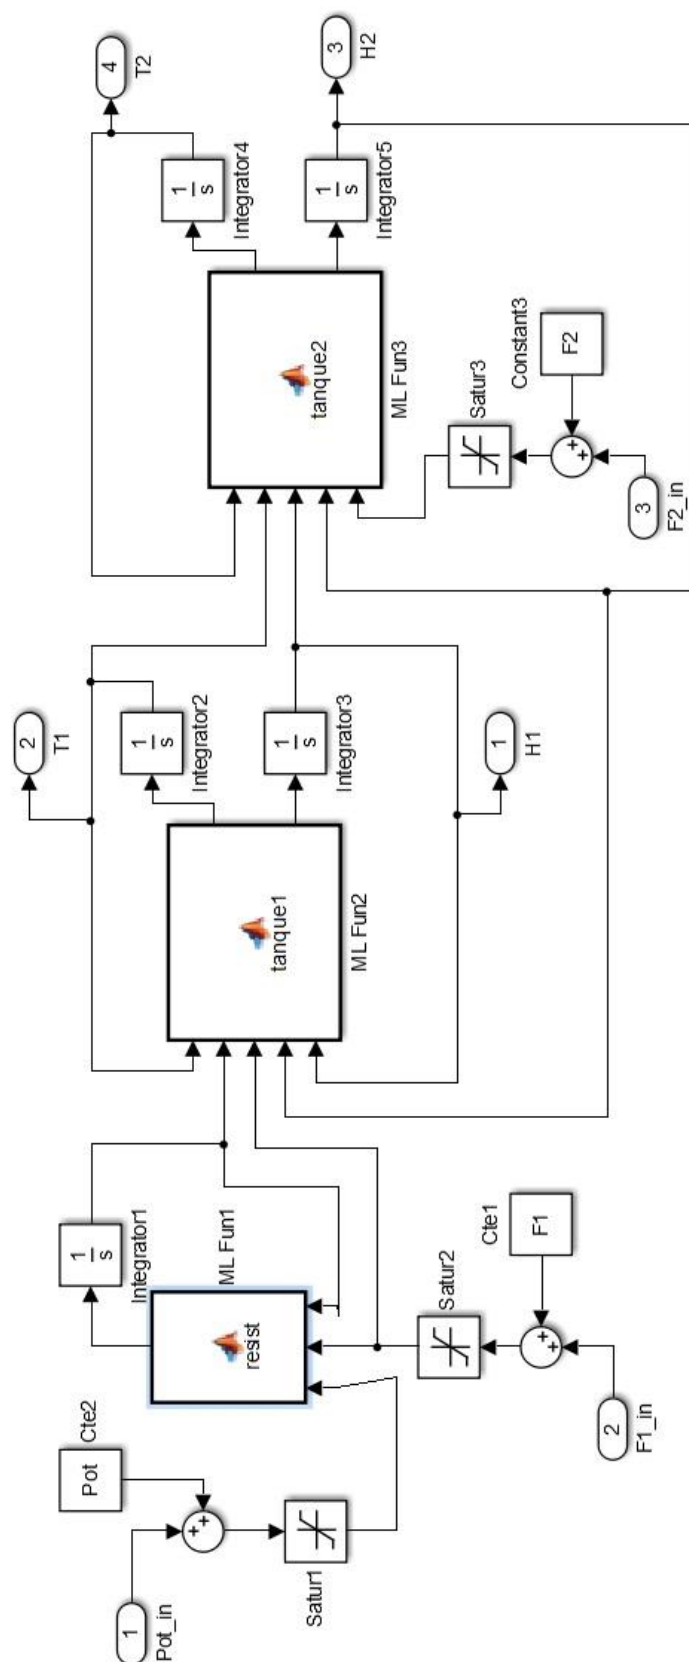 4
T2
3
H2
1
s
Integrator4
1
s
Integrator5
tanque2
ML Fun3
Satur3
Constant3
F2
3
F2_in
2
T1
1
s
Integrator2
1
s
Integrator3
1
H1
tanque1
ML Fun2
1
s
Integrator1
ML Fun1
resist
Satur2
Cte1
F1
2
F1_in
Cte2
Pot
Satur1
1
Pot_in